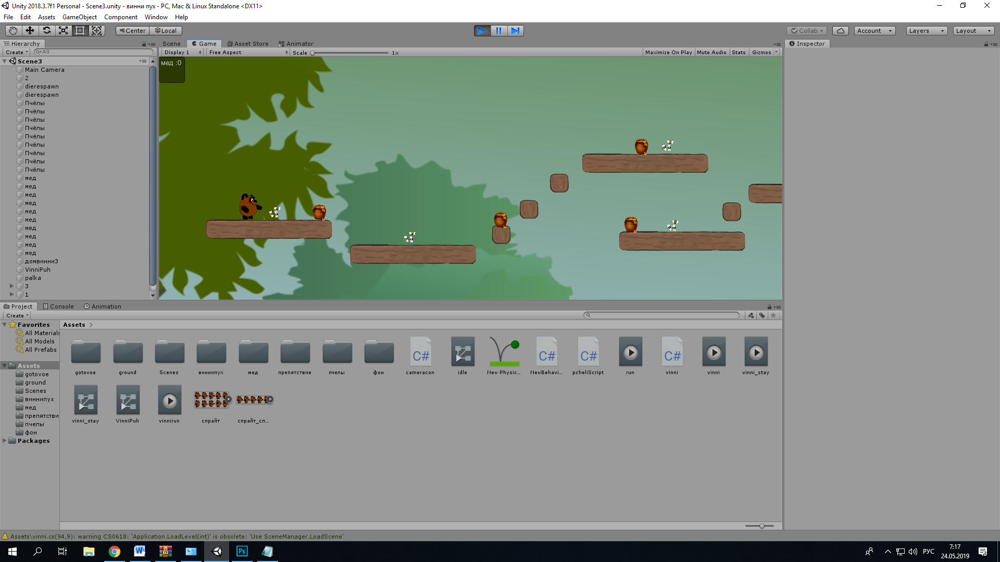 Unity 2018.3.7f1 Personal - Scene3.unity - винни пух - PC, Mac & Linux Standalone <DX11>
File Edit Assets GameObject Component Window Help
Center Local Collab Account Layers Layout
Hierarchy
Create All
Scene3
Main Camera
2
dierespawn
dierespawn
Пчёлы
Пчёлы
Пчёлы
Пчёлы
Пчёлы
Пчёлы
Пчёлы
Пчёлы
Пчёлы
мед
мед
мед
мед
мед
мед
мед
мед
мед
мед
домвинни3
VinniPuh
palka
3
1
Scene Game Asset Store Animator
Display 1 Free Aspect Scale 1x Maximize On Play Mute Audio Stats Gizmos
мед :0
Inspector
Project Console Animation
Create
Favorites
All Materials
All Models
All Prefabs
Assets
gotovoe
ground
Scenes
виннипух
мед
препятстви
пчелы
фон
Packages
Assets
gotovoe ground Scenes виннипух мед препятствие пчелы фон cameracon idle New Physic... NewBehavi... pcheliScript run vinni vinni vinni_stay
C# C# C# C#
vinni_stay VinniPuh vinnirun спрайт спрайт_сп...
Assets\vinni.cs(94,9): warning CS0618: 'Application.LoadLevel(int)' is obsolete: 'Use SceneManager.LoadScene'
W Ps РУС 7:17
24.05.2019